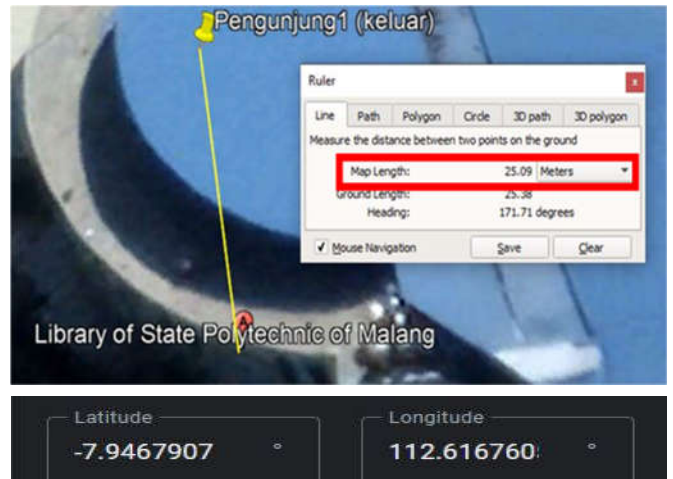 Pengunjung1 (keluar)
Ruler
Line Path Polygon Circle 3D path 3D polygon
Measure the distance between two points on the ground
Map Length: 25.09 Meters
Ground Length: 25.38
Heading: 171.71 degrees
Mouse Navigation Save Clear
A
Library of State Polytechnic of Malang
Latitude Longitude
-7.9467907 ° 112.616760 °